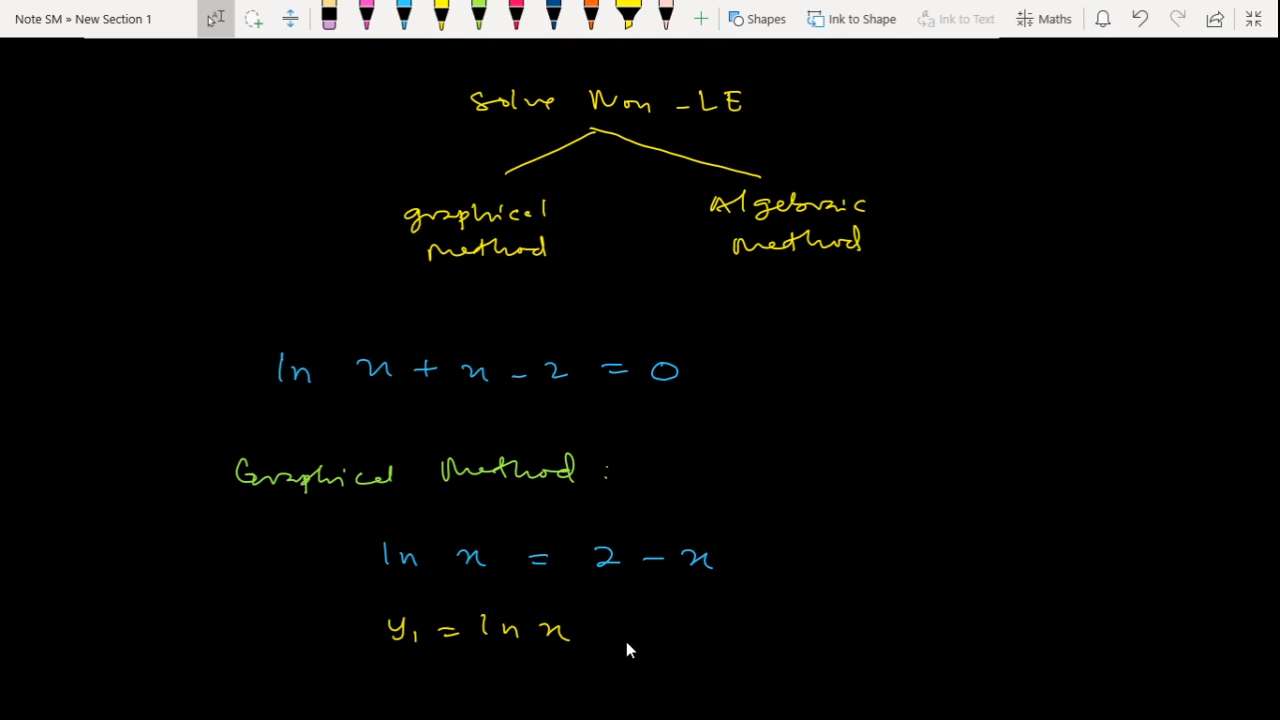 Note SM » New Section 1
Shapes Ink to Shape Ink to Text Maths
Solve Non-LE
graphical method
Algebraic method
ln x + x - 2 = 0
Graphical Method :
ln x = 2 - x
y₁ = ln x